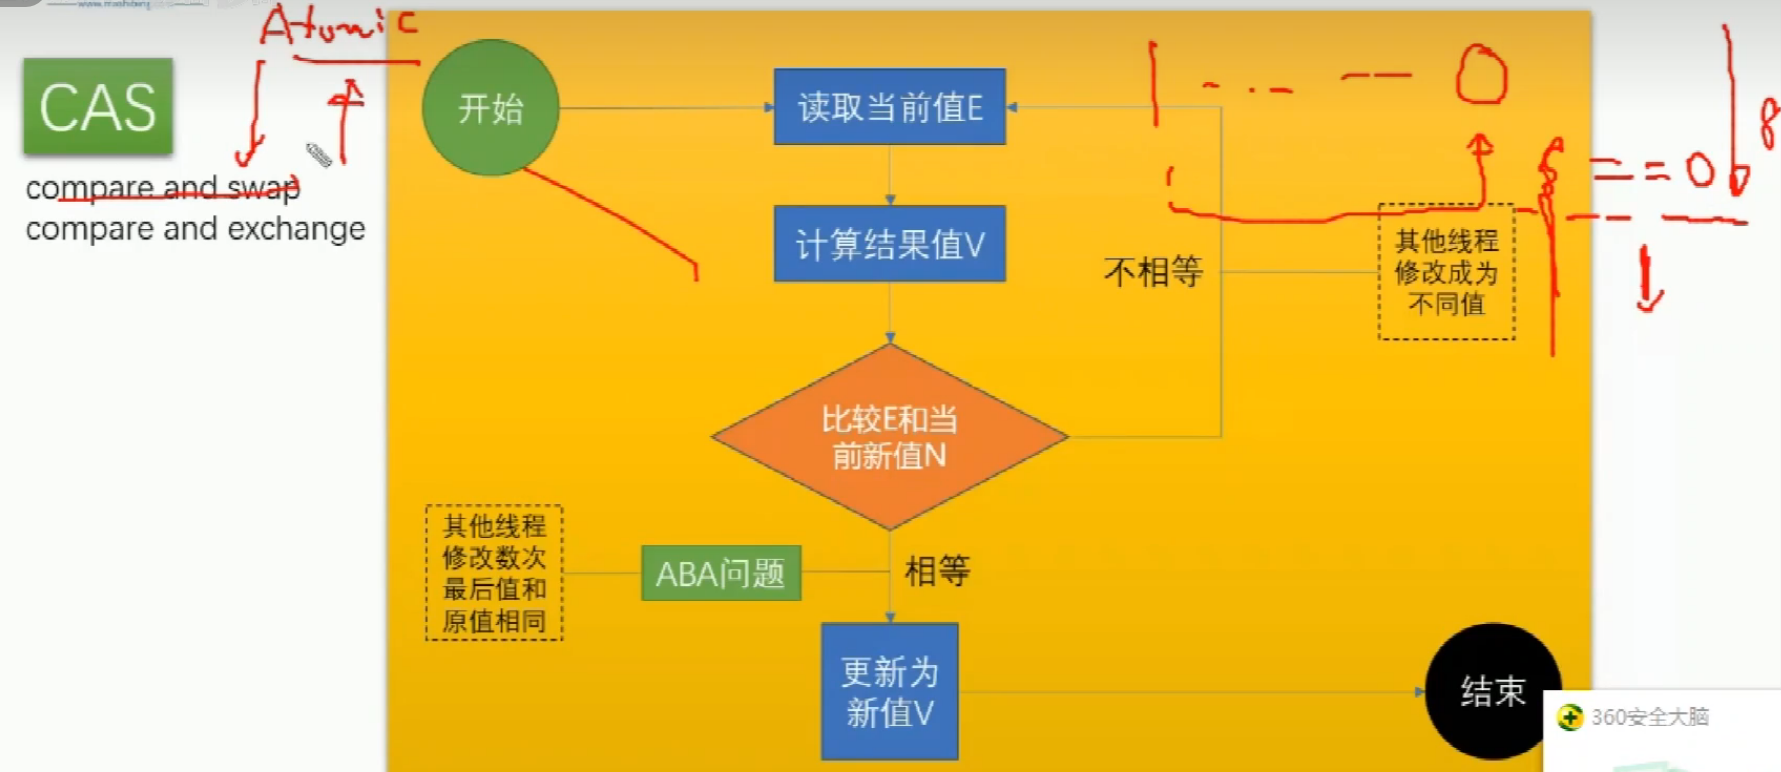 Atomic
CAS
compare and swap
compare and exchange
开始
读取当前值E
1
0
8
== 0
计算结果值V
不相等
其他线程
修改成为
不同值
比较E和当
前新值N
其他线程
修改数次
最后值和
原值相同
ABA问题
相等
更新为
新值V
结束
360安全大脑